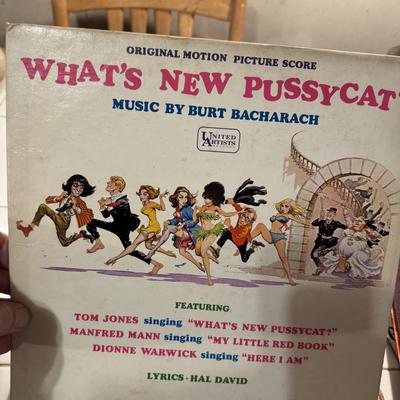 ORIGINAL MOTION PICTURE SCORE
WHAT'S NEW PUSSYCAT?
MUSIC BY BURT BACHARACH
UNITED
ARTISTS
FEATURING
TOM JONES singing "WHAT'S NEW PUSSYCAT?"
MANFRED MANN singing "MY LITTLE RED BOOK"
DIONNE WARWICK singing "HERE I AM"
LYRICS - HAL DAVID